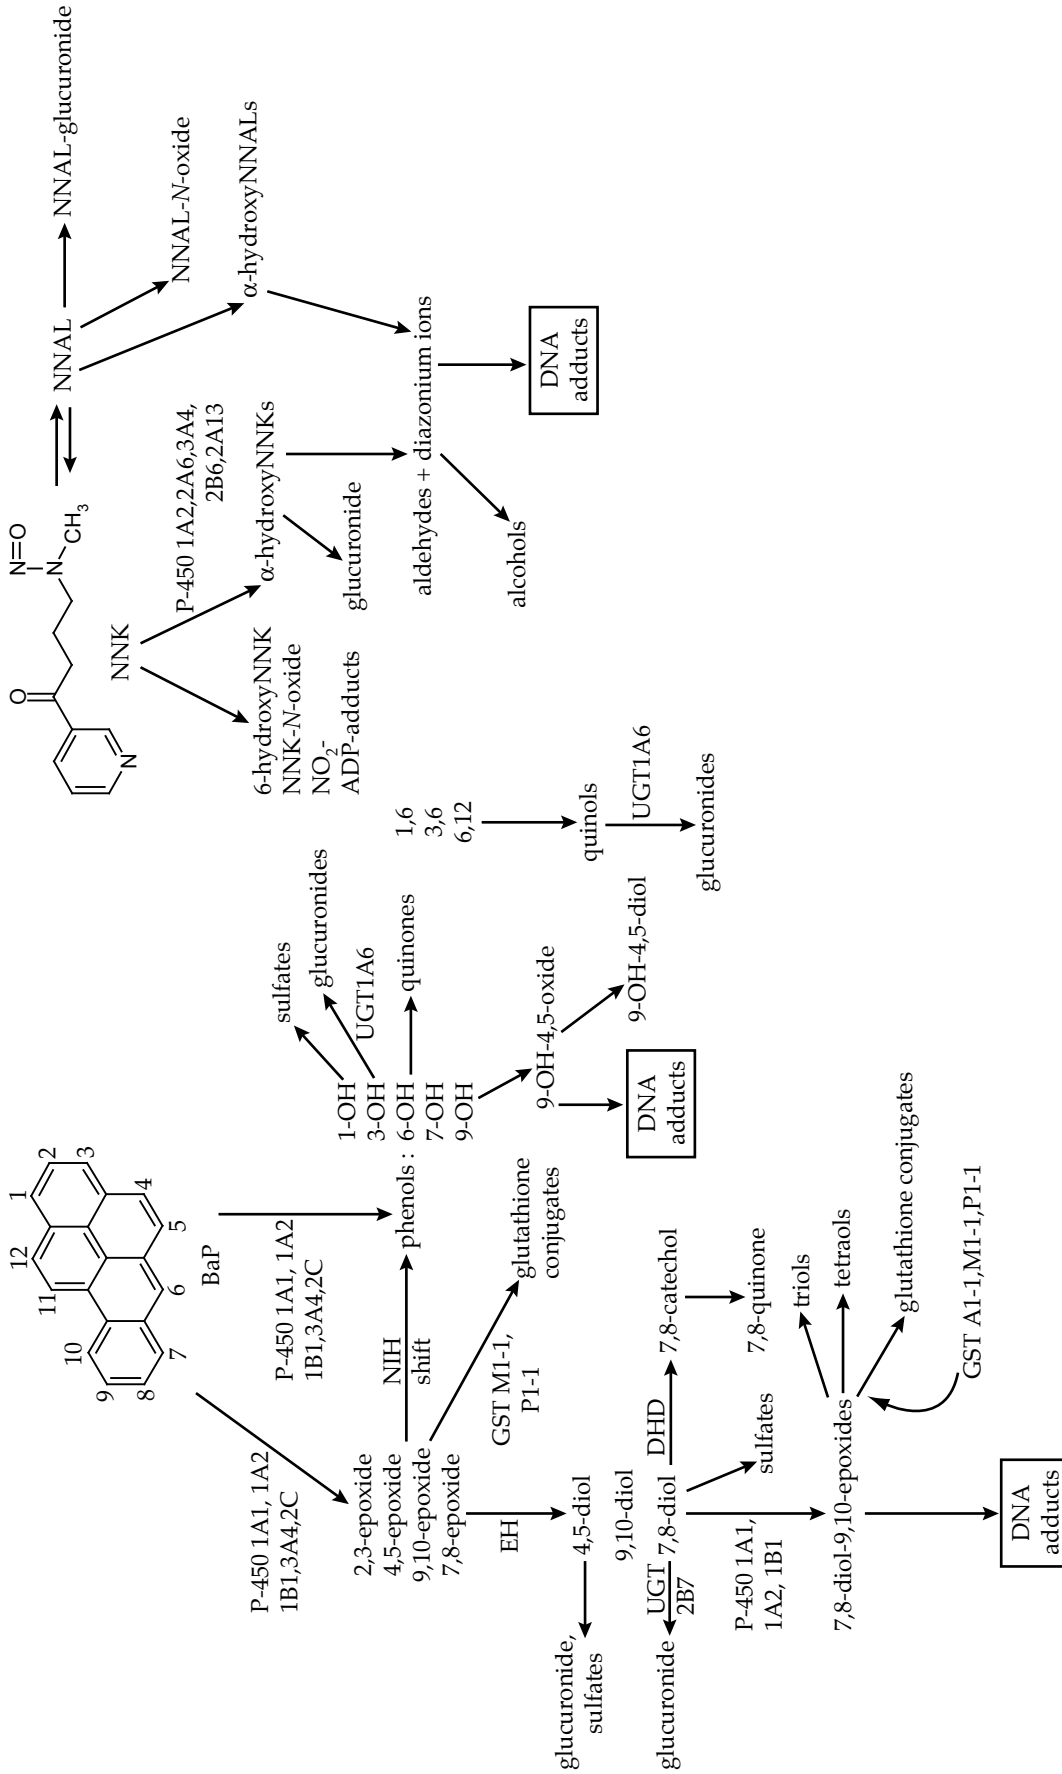 12
1
2
3
4
5
6
7
8
9
10
11
BaP
P-450 1A1, 1A2
1B1,3A4,2C
P-450 1A1, 1A2
1B1,3A4,2C
2,3-epoxide
4,5-epoxide
9,10-epoxide
7,8-epoxide
NIH
shift
phenols :
1-OH
3-OH
6-OH
7-OH
9-OH
sulfates
glucuronides
UGT1A6
quinones
1,6
3,6
6,12
quinols
UGT1A6
glucuronides
9-OH-4,5-oxide
9-OH-4,5-diol
DNA
adducts
GST M1-1,
P1-1
glutathione
conjugates
EH
4,5-diol
glucuronide,
sulfates
9,10-diol
7,8-diol
UGT
2B7
glucuronide
DHD
7,8-catechol
7,8-quinone
sulfates
P-450 1A1,
1A2, 1B1
7,8-diol-9,10-epoxides
triols
tetraols
glutathione conjugates
GST A1-1,M1-1,P1-1
DNA
adducts
O
N
N=O
N
CH3
NNK
NNAL
NNAL-glucuronide
NNAL-N-oxide
α-hydroxyNNALs
P-450 1A2,2A6,3A4,
2B6,2A13
6-hydroxyNNK
NNK-N-oxide
NO2-
ADP-adducts
α-hydroxyNNKs
glucuronide
aldehydes + diazonium ions
alcohols
DNA
adducts